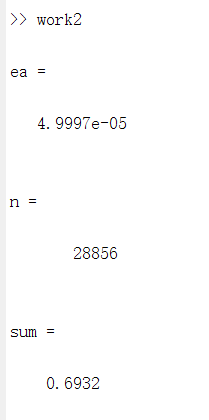 >> work2
ea =
4.9997e-05
n =
28856
sum =
0.6932